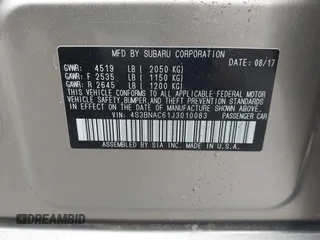 MFD BY SUBARU CORPORATION
GVWR: 4519 LB ( 2050 KG) DATE: 08/17
GAWR: F 2535 LB ( 1150 KG)
GAWR: R 2645 LB ( 1200 KG)
THIS VEHICLE CONFORMS TO ALL APPLICABLE FEDERAL MOTOR
VEHICLE SAFETY, BUMPER, AND THEFT PREVENTION STANDARDS
IN EFFECT ON THE DATE OF MANUFACTURE SHOWN ABOVE.
VIN: 4S3BNAC61J3010083 PASSENGER CAR
ASSEMBLED BY SIA INC. MADE IN U.S.A.
© DREAMBID